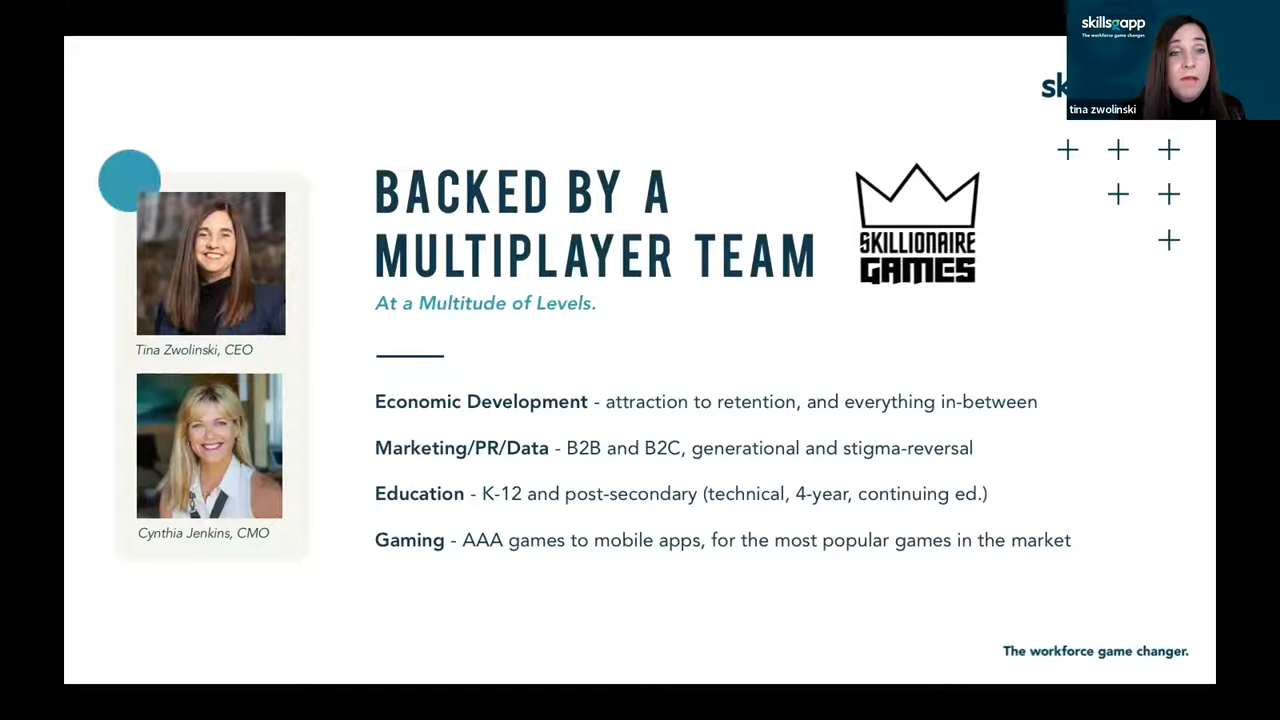 skillsgapp
The workforce game changer.
tina zwolinski
sk
BACKED BY A
MULTIPLAYER TEAM
SKILLIONAIRE
GAMES
At a Multitude of Levels.
Tina Zwolinski, CEO
Cynthia Jenkins, CMO
Economic Development - attraction to retention, and everything in-between
Marketing/PR/Data - B2B and B2C, generational and stigma-reversal
Education - K-12 and post-secondary (technical, 4-year, continuing ed.)
Gaming - AAA games to mobile apps, for the most popular games in the market
The workforce game changer.